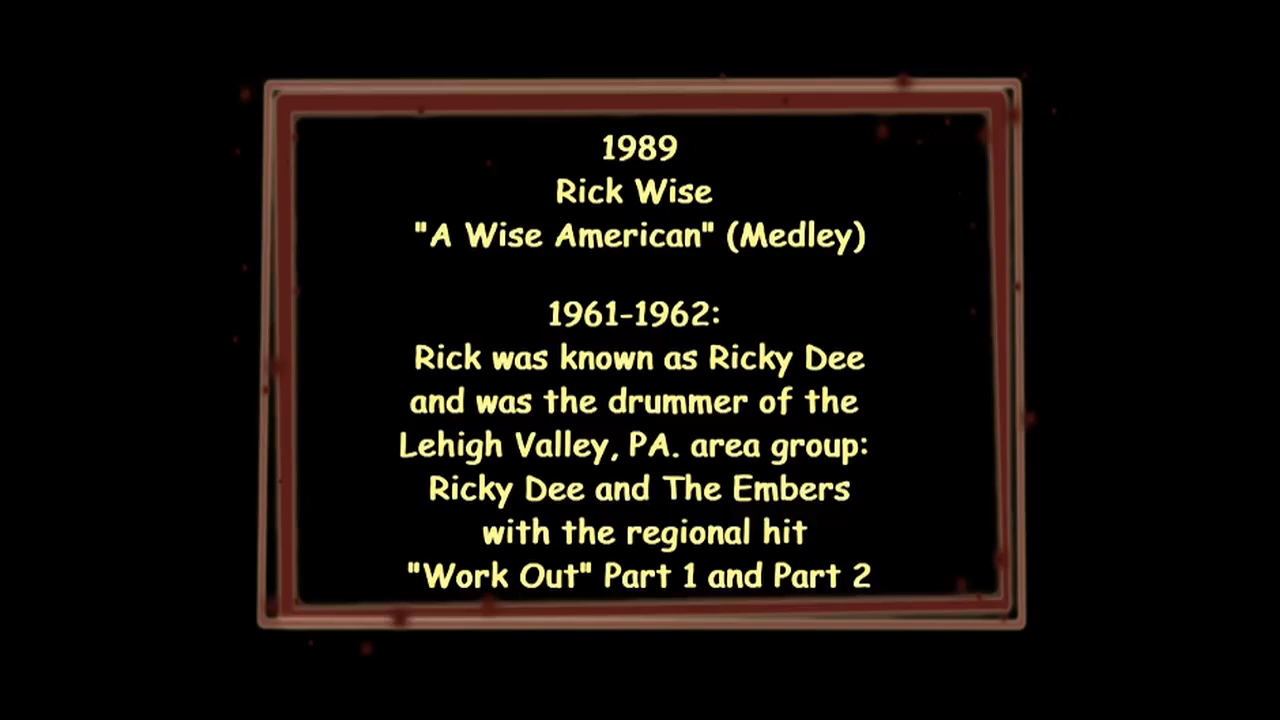 1989
Rick Wise
"A Wise American" (Medley)
1961-1962:
Rick was known as Ricky Dee
and was the drummer of the
Lehigh Valley, PA. area group:
Ricky Dee and The Embers
with the regional hit
"Work Out" Part 1 and Part 2